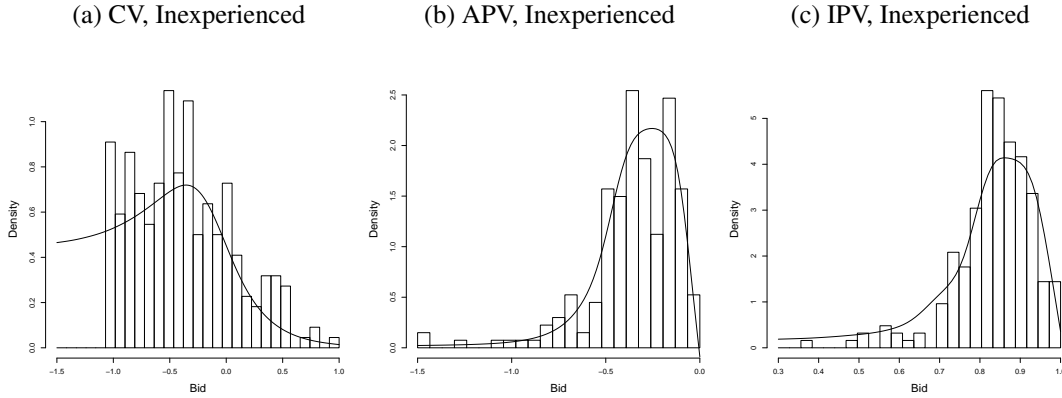 (a) CV, Inexperienced
(b) APV, Inexperienced
(c) IPV, Inexperienced
Density
0.0 0.2 0.4 0.6 0.8 1.0
−1.5 −1.0 −0.5 0.0 0.5 1.0
Bid
Density
0.0 0.5 1.0 1.5 2.0 2.5
−1.5 −1.0 −0.5 0.0
Bid
Density
0 1 2 3 4 5
0.3 0.4 0.5 0.6 0.7 0.8 0.9 1.0
Bid